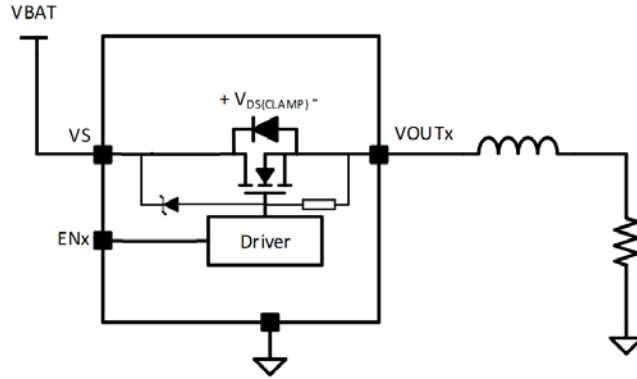 VBAT
+ VDS(CLAMP) -
VS
VOUTx
ENx
Driver